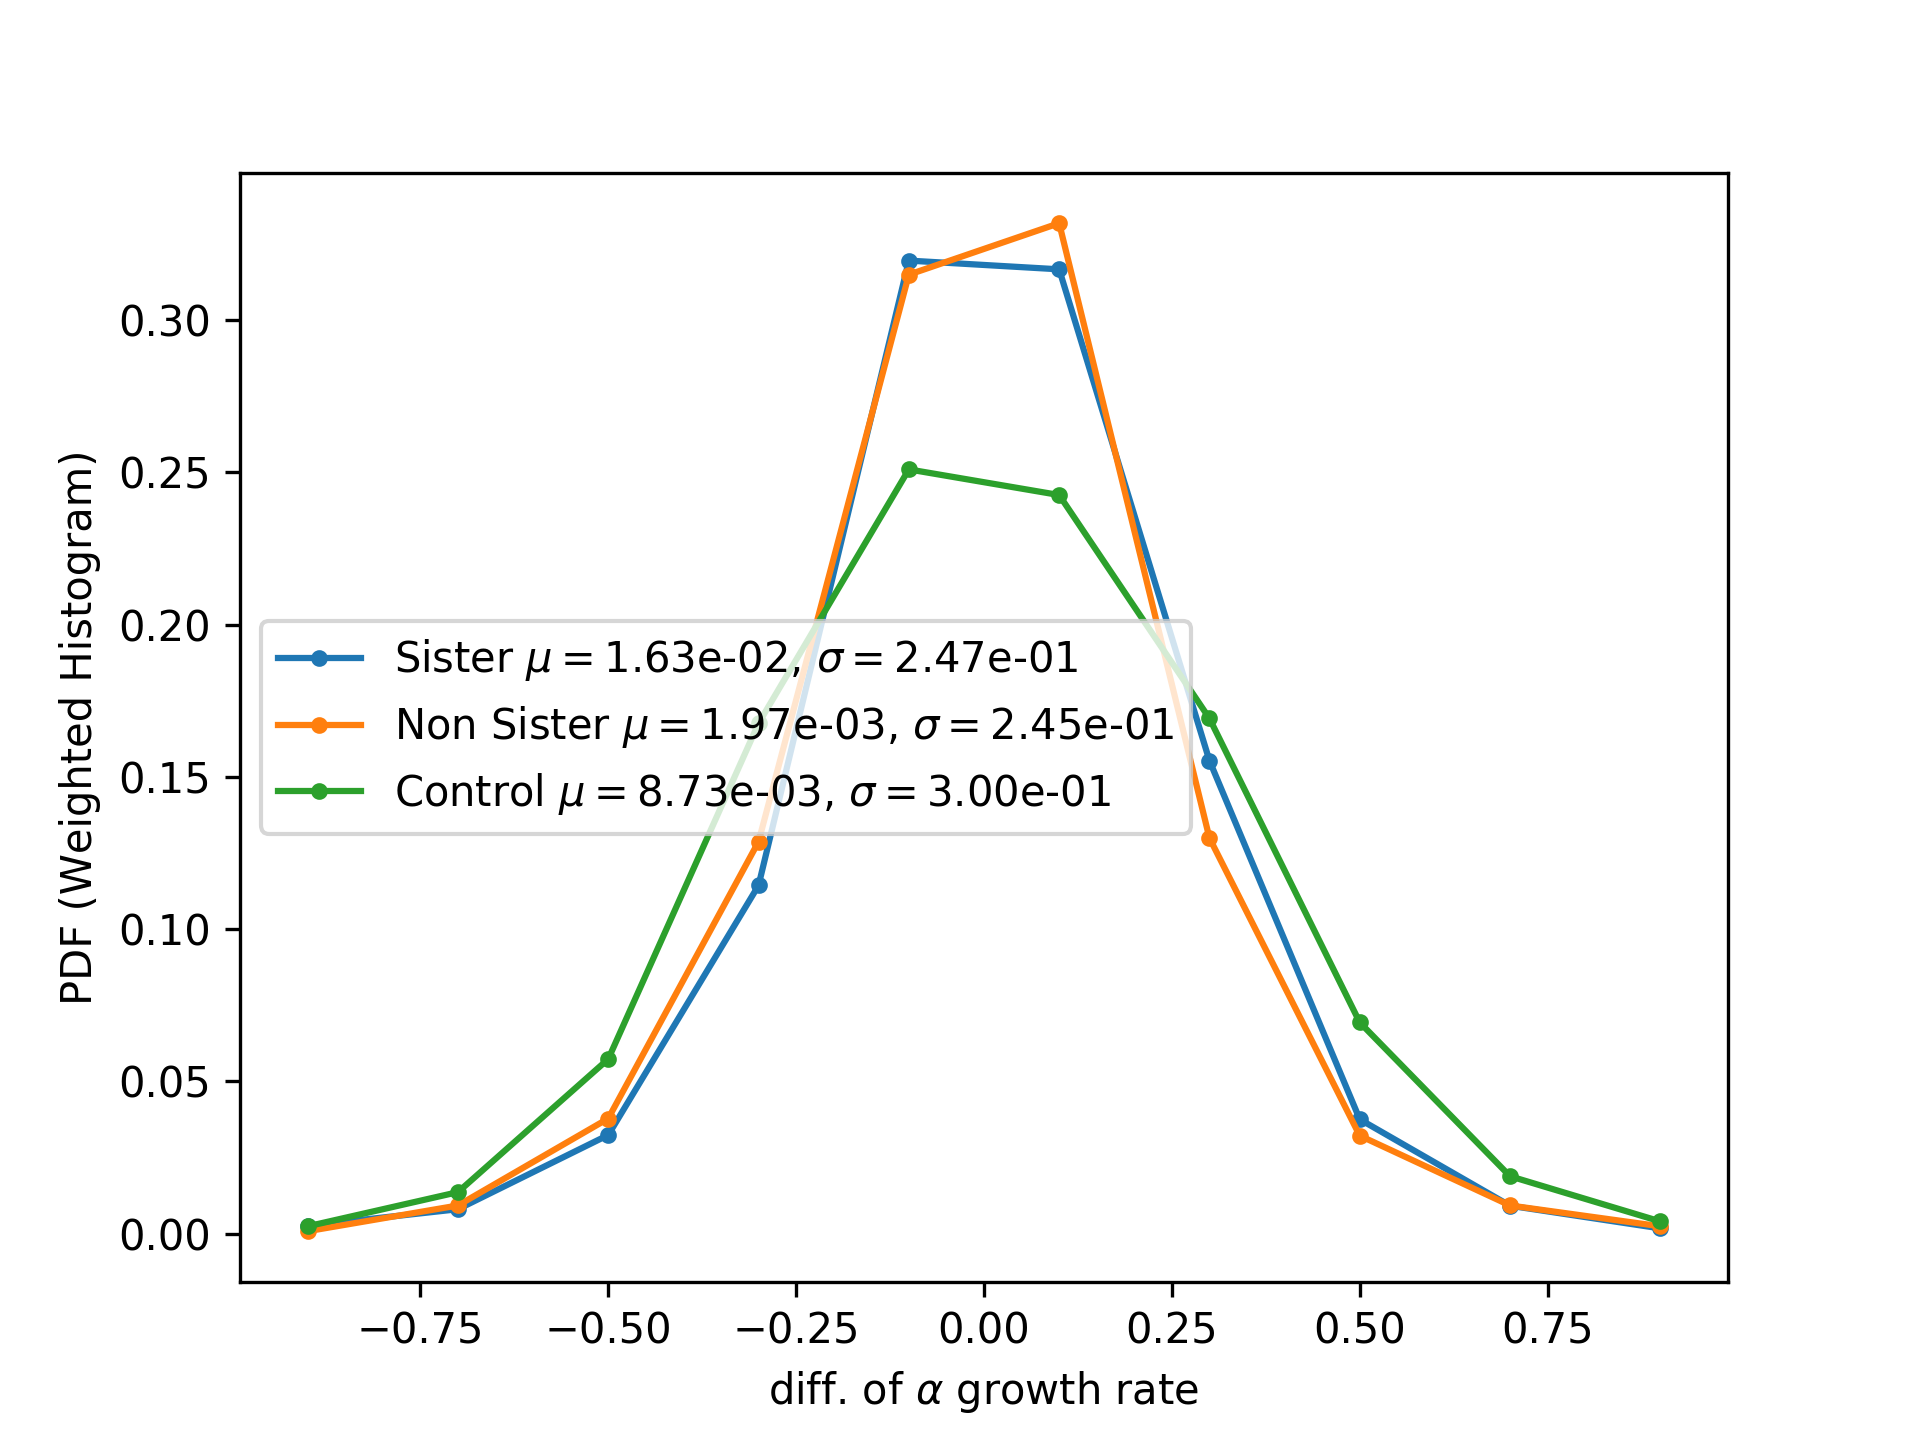 PDF (Weighted Histogram)
0.30
0.25
0.20
0.15
0.10
0.05
0.00
Sister μ = 1.63e-02, σ = 2.47e-01
Non Sister μ = 1.97e-03, σ = 2.45e-01
Control μ = 8.73e-03, σ = 3.00e-01
−0.75 −0.50 −0.25 0.00 0.25 0.50 0.75
diff. of α growth rate